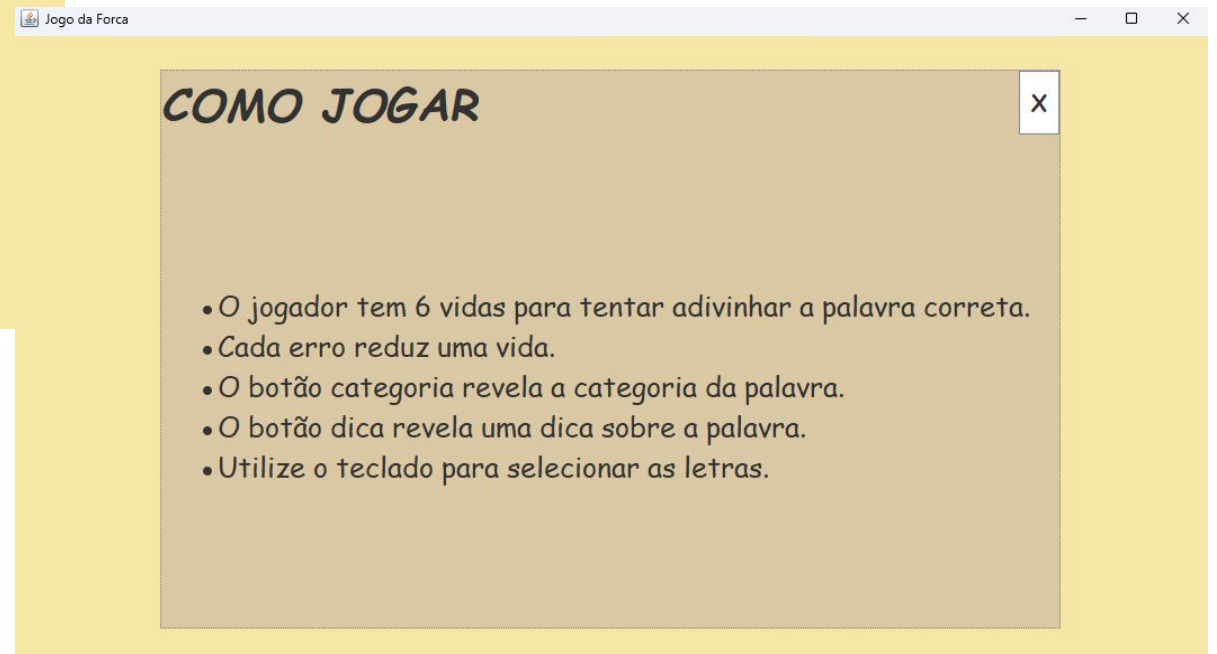 Jogo da Forca
COMO JOGAR
X
• O jogador tem 6 vidas para tentar adivinhar a palavra correta.
• Cada erro reduz uma vida.
• O botão categoria revela a categoria da palavra.
• O botão dica revela uma dica sobre a palavra.
• Utilize o teclado para selecionar as letras.